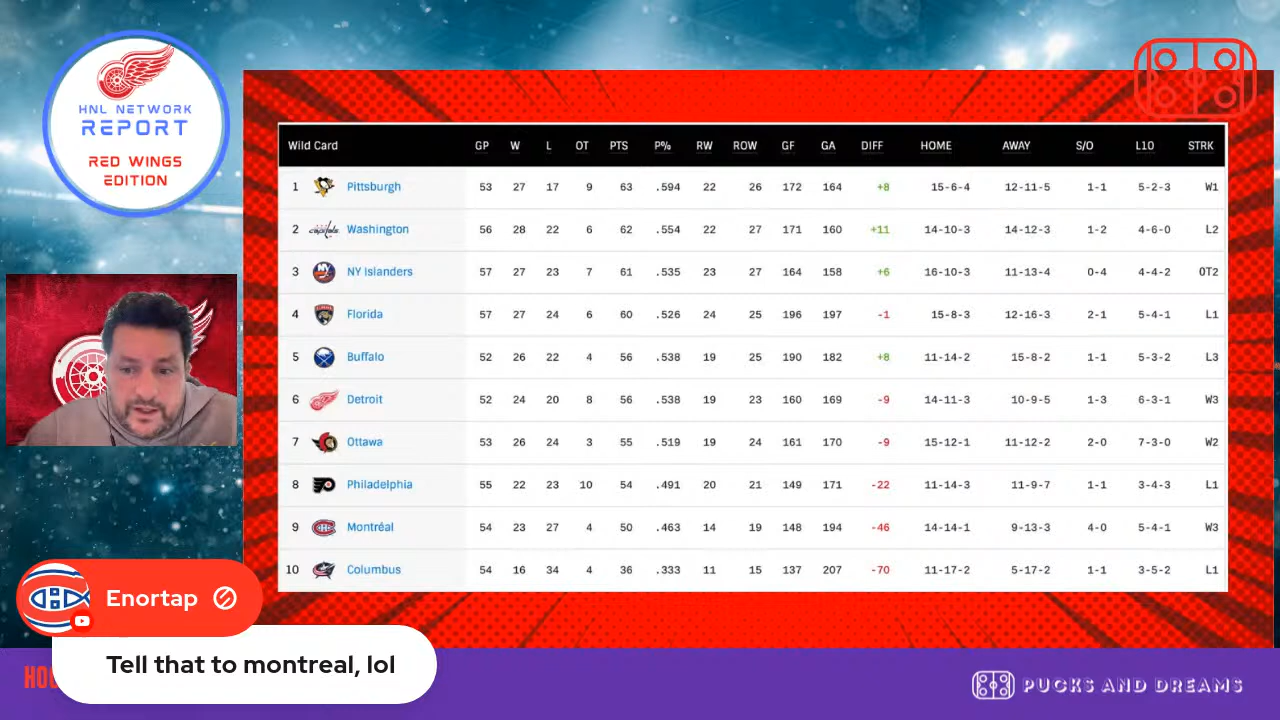 HNL NETWORK
REPORT
RED WINGS
EDITION
Wild Card GP W L OT PTS P% RW ROW GF GA DIFF HOME AWAY S/O L10 STRK
1 Pittsburgh 53 27 17 9 63 .594 22 26 172 164 +8 15-6-4 12-11-5 1-1 5-2-3 W1
2 Washington 56 28 22 6 62 .554 22 27 171 160 +11 14-10-3 14-12-3 1-2 4-6-0 L2
3 NY Islanders 57 27 23 7 61 .535 23 27 164 158 +6 16-10-3 11-13-4 0-4 4-4-2 OT2
4 Florida 57 27 24 6 60 .526 24 25 196 197 -1 15-8-3 12-16-3 2-1 5-4-1 L1
5 Buffalo 52 26 22 4 56 .538 19 25 190 182 +8 11-14-2 15-8-2 1-1 5-3-2 L3
6 Detroit 52 24 20 8 56 .538 19 23 160 169 -9 14-11-3 10-9-5 1-3 6-3-1 W3
7 Ottawa 53 26 24 3 55 .519 19 24 161 170 -9 15-12-1 11-12-2 2-0 7-3-0 W2
8 Philadelphia 55 22 23 10 54 .491 20 21 149 171 -22 11-14-3 11-9-7 1-1 3-4-3 L1
9 Montréal 54 23 27 4 50 .463 14 19 148 194 -46 14-14-1 9-13-3 4-0 5-4-1 W3
10 Columbus 54 16 34 4 36 .333 11 15 137 207 -70 11-17-2 5-17-2 1-1 3-5-2 L1
Enortap
Tell that to montreal, lol
PUCKS AND DREAMS